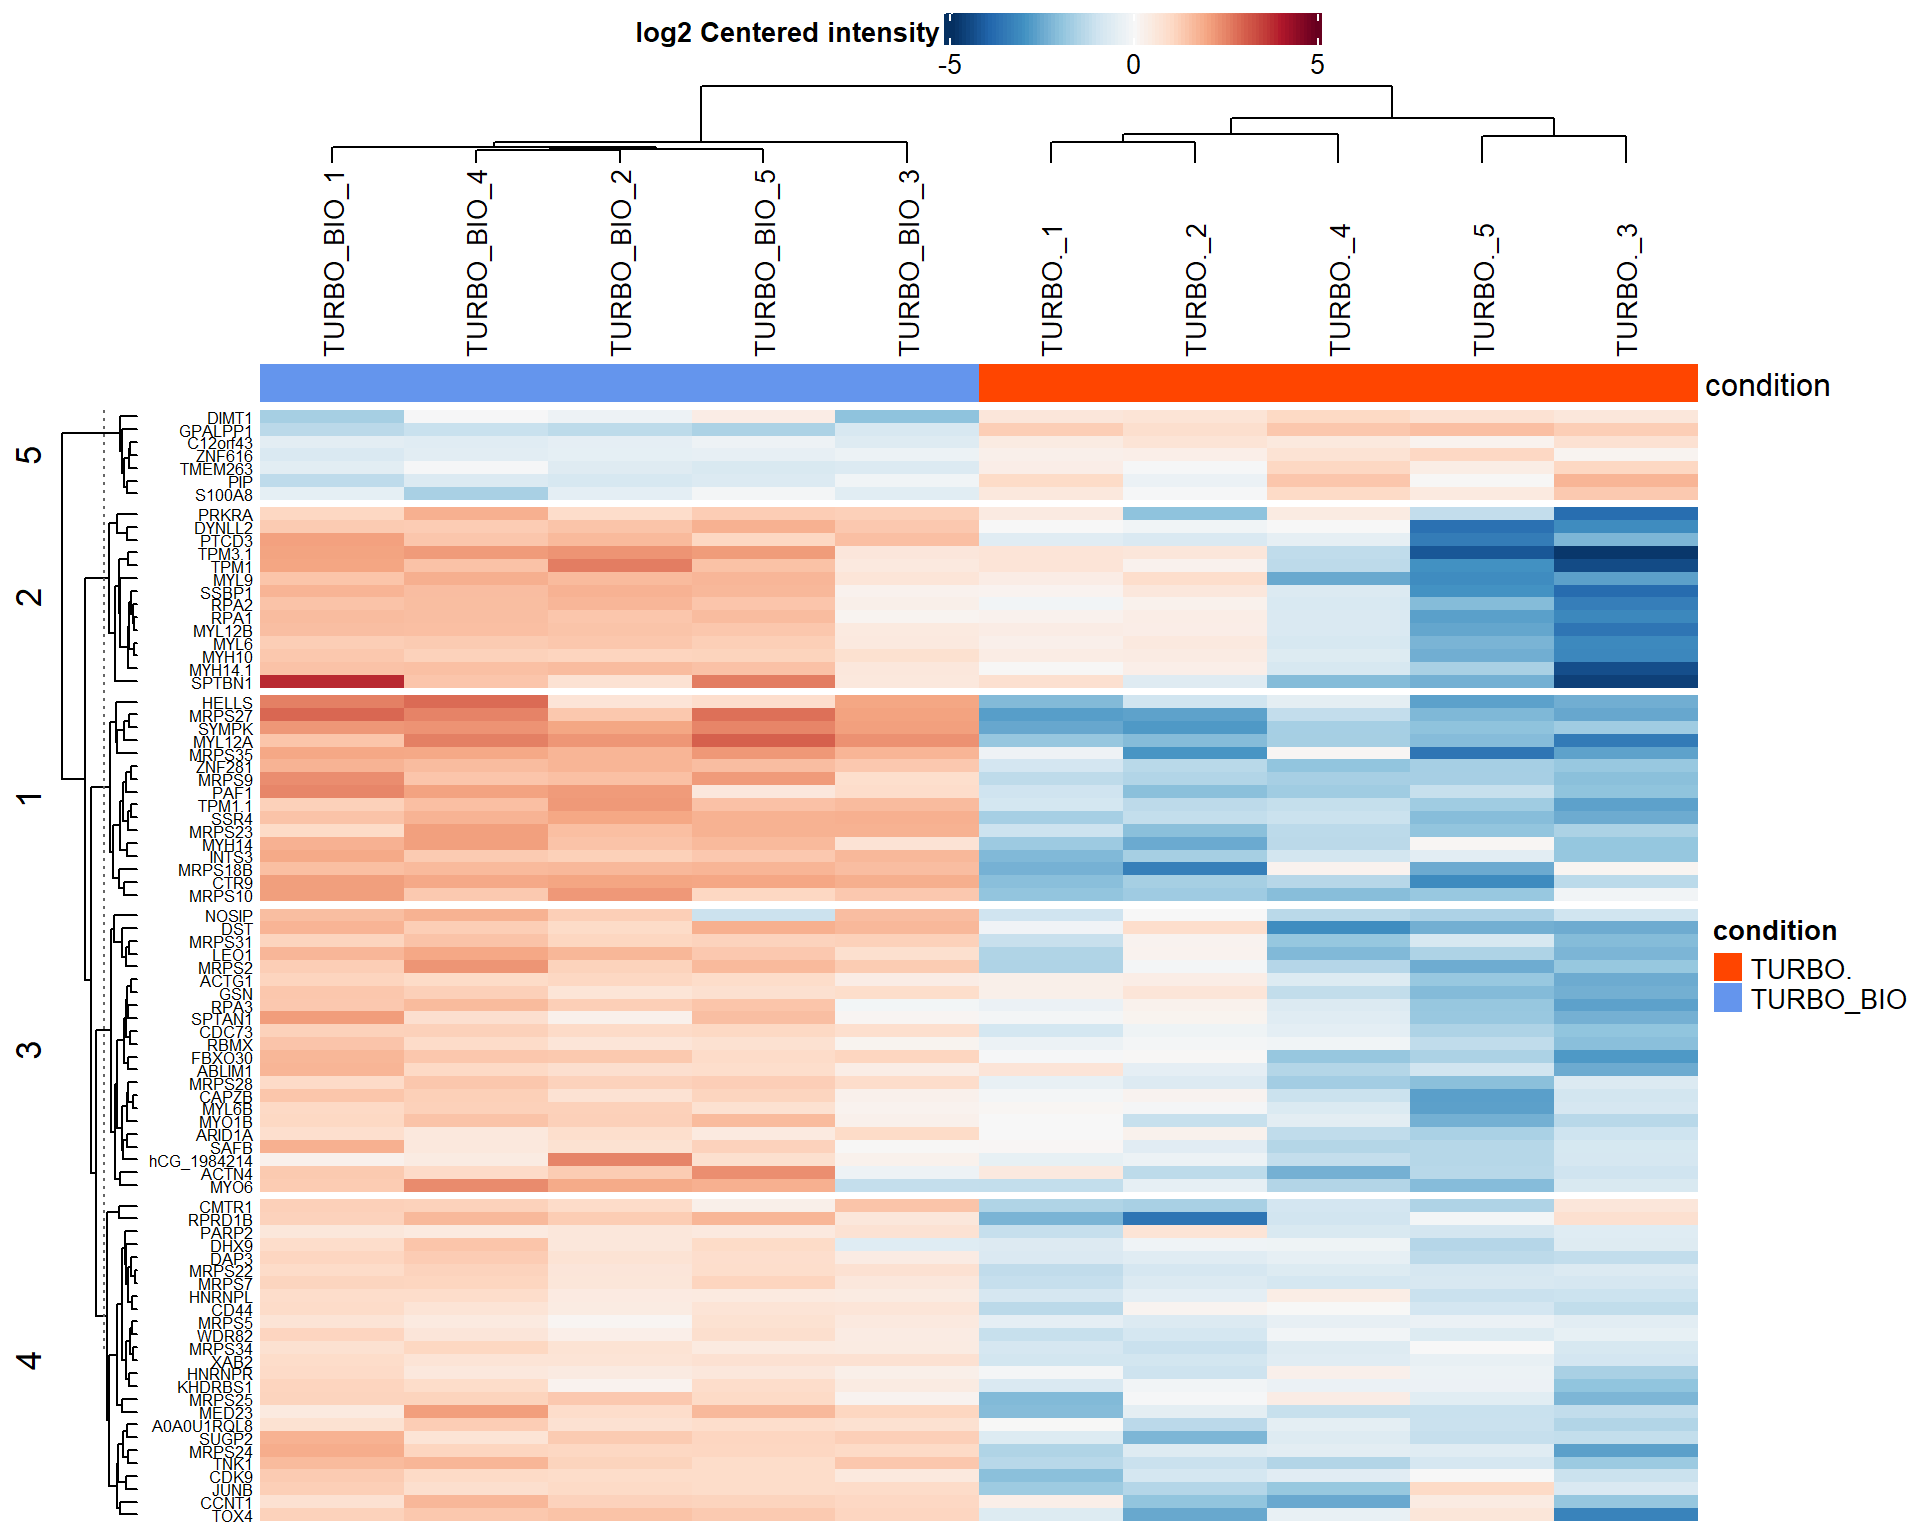 log2 Centered intensity
-5 0 5
TURBO_BIO_1
TURBO_BIO_4
TURBO_BIO_2
TURBO_BIO_5
TURBO_BIO_3
TURBO._1
TURBO._2
TURBO._4
TURBO._5
TURBO._3
condition
5
DIMT1
GPALPP1
C12orf43
ZNF616
TMEM263
PIP
S100A8
2
PRKRA
DYNLL2
PTCD3
TPM3.1
TPM1
MYL9
SSBP1
RPA2
RPA1
MYL12B
MYL6
MYH10
MYH14.1
SPTBN1
1
HELLS
MRPS27
SYMPK
MYL12A
MRPS35
ZNF281
MRPS9
PAF1
TPM1.1
SSR4
MRPS23
MYH14
INTS3
MRPS18B
CTR9
MRPS10
3
NOSIP
DST
MRPS31
LEO1
MRPS2
ACTG1
GSN
RPA3
SPTAN1
CDC73
RBMX
FBXO30
ABLIM1
MRPS28
CAPZB
MYL6B
MYO1B
ARID1A
SAFB
hCG_1984214
ACTN4
MYO6
4
CMTR1
RPRD1B
PARP2
DHX9
DAP3
MRPS22
MRPS7
HNRNPL
CD44
MRPS5
WDR82
MRPS34
XAB2
HNRNPR
KHDRBS1
MRPS25
MED23
A0A0U1RQL8
SUGP2
MRPS24
TNK1
CDK9
JUNB
CCNT1
TOX4
condition
TURBO.
TURBO_BIO